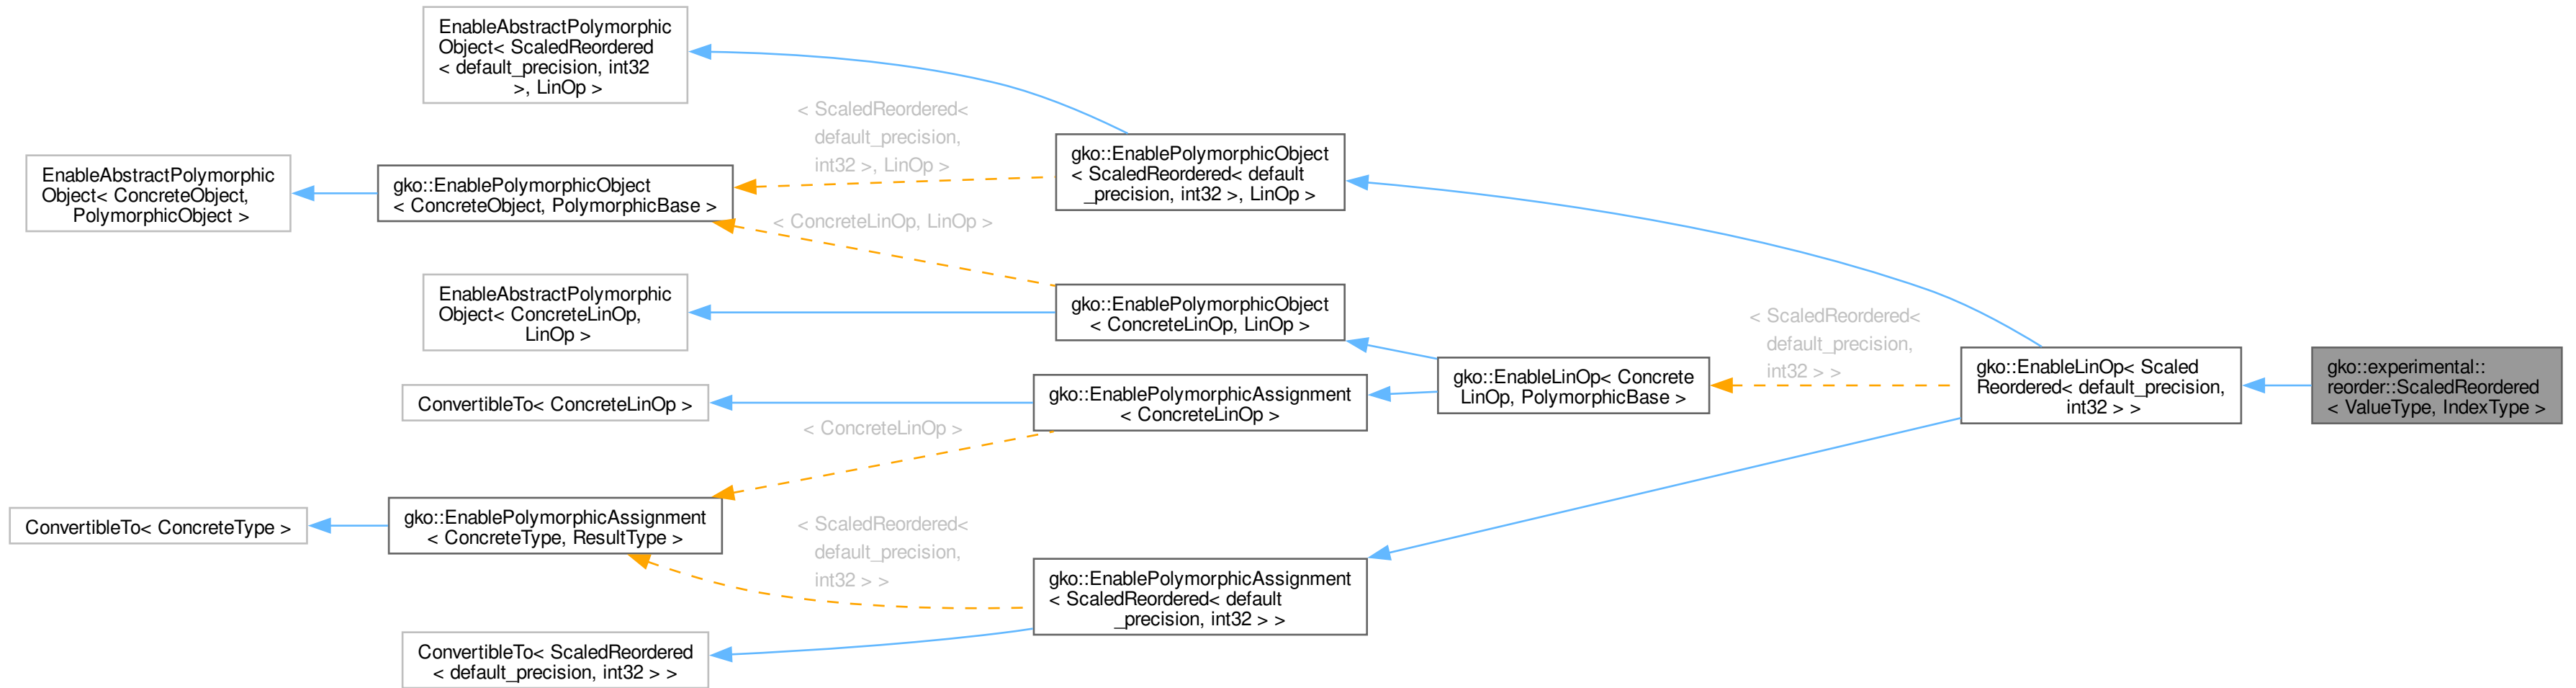 EnableAbstractPolymorphic
Object< ScaledReordered
< default_precision, int32
>, LinOp >
< ScaledReordered<
default_precision,
int32 >, LinOp >
gko::EnablePolymorphicObject
< ScaledReordered< default
_precision, int32 >, LinOp >
EnableAbstractPolymorphic
Object< ConcreteObject,
PolymorphicObject >
gko::EnablePolymorphicObject
< ConcreteObject, PolymorphicBase >
< ConcreteLinOp, LinOp >
EnableAbstractPolymorphic
Object< ConcreteLinOp,
LinOp >
gko::EnablePolymorphicObject
< ConcreteLinOp, LinOp >
< ScaledReordered<
default_precision,
int32 > >
gko::EnableLinOp< Concrete
LinOp, PolymorphicBase >
gko::EnableLinOp< Scaled
Reordered< default_precision,
int32 > >
gko::experimental::
reorder::ScaledReordered
< ValueType, IndexType >
ConvertibleTo< ConcreteLinOp >
gko::EnablePolymorphicAssignment
< ConcreteLinOp >
< ConcreteLinOp >
ConvertibleTo< ConcreteType >
gko::EnablePolymorphicAssignment
< ConcreteType, ResultType >
< ScaledReordered<
default_precision,
int32 > >
gko::EnablePolymorphicAssignment
< ScaledReordered< default
_precision, int32 > >
ConvertibleTo< ScaledReordered
< default_precision, int32 > >